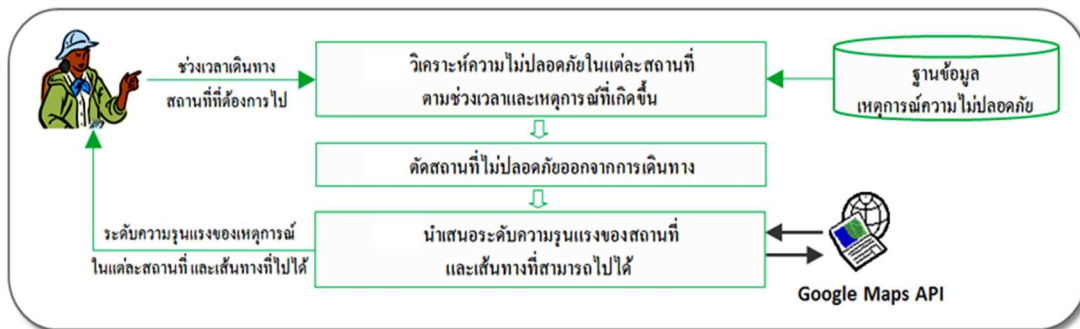 ช่วงเวลาเดินทาง
สถานที่ที่ต้องการไป
วิเคราะห์ความไม่ปลอดภัยในแต่ละสถานที่
ตามช่วงเวลาและเหตุการณ์ที่เกิดขึ้น
ฐานข้อมูล
เหตุการณ์ความไม่ปลอดภัย
ตัดสถานที่ไม่ปลอดภัยออกจากการเดินทาง
ระดับความรุนแรงของเหตุการณ์
ในแต่ละสถานที่ และเส้นทางที่ไปได้
นำเสนอระดับความรุนแรงของสถานที่
และเส้นทางที่สามารถไปได้
Google Maps API